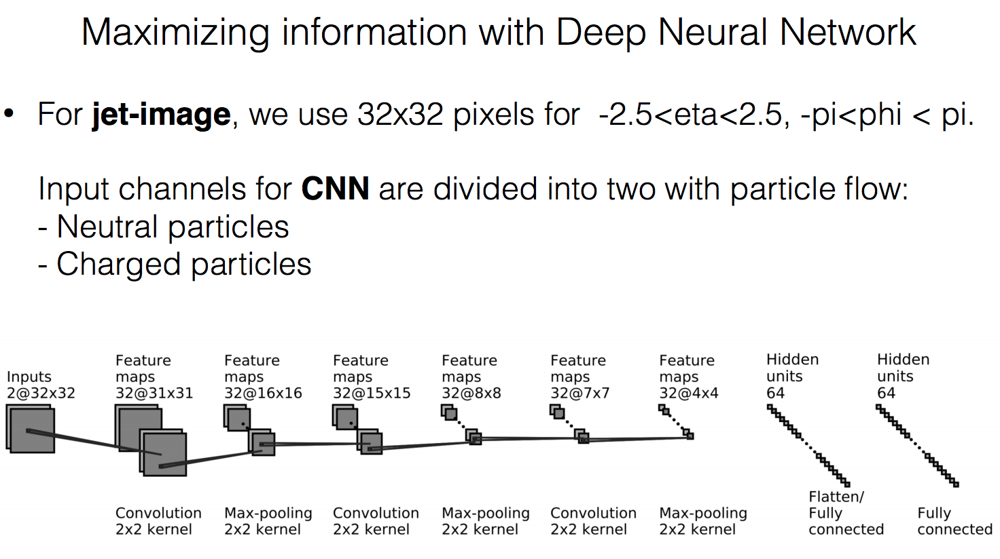 Maximizing information with Deep Neural Network
• For jet-image, we use 32x32 pixels for -2.5<eta<2.5, -pi<phi < pi.
Input channels for CNN are divided into two with particle flow:
- Neutral particles
- Charged particles
Inputs
2@32x32
Feature
maps
32@31x31
Feature
maps
32@16x16
Feature
maps
32@15x15
Feature
maps
32@8x8
Feature
maps
32@7x7
Feature
maps
32@4x4
Hidden
units
64
Hidden
units
64
Convolution
2x2 kernel
Max-pooling
2x2 kernel
Convolution
2x2 kernel
Max-pooling
2x2 kernel
Convolution
2x2 kernel
Max-pooling
2x2 kernel
Flatten/
Fully
connected
Fully
connected